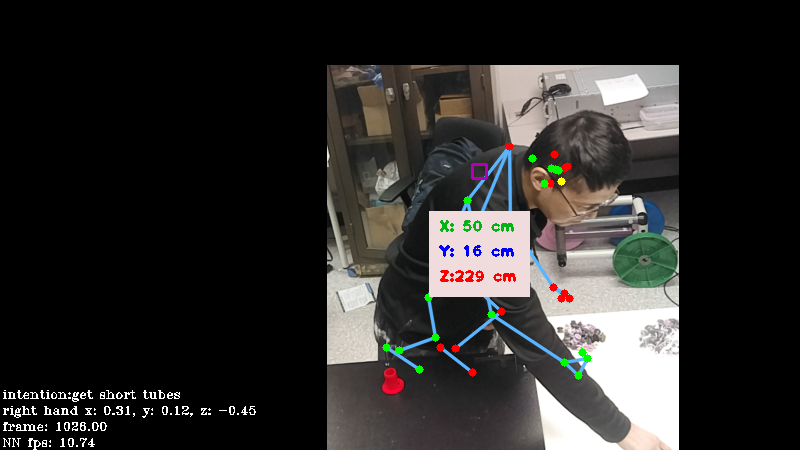 X: 50 cm
Y: 16 cm
Z:229 cm
intention:get short tubes
right hand x: 0.31, y: 0.12, z: −0.45
frame: 1026.00
NN fps: 10.74